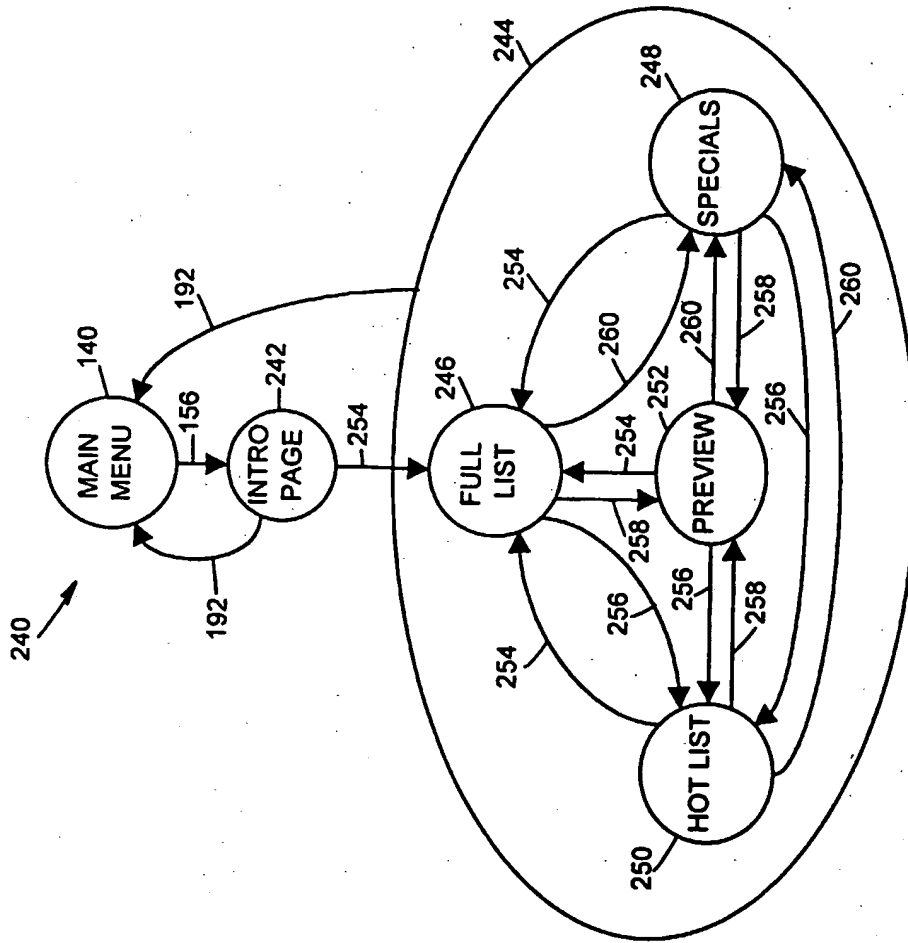 240
192
MAIN
MENU
140
192
156
INTRO
PAGE
242
254
244
FULL
LIST
246
254
254
256
260
258
254
252
PREVIEW
256
258
260
258
HOT LIST
250
SPECIALS
248
256
260